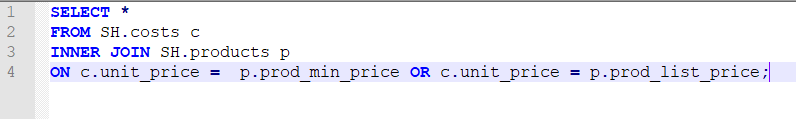 1 SELECT *
2 FROM SH.costs c
3 INNER JOIN SH.products p
4 ON c.unit_price =  p.prod_min_price OR c.unit_price = p.prod_list_price;